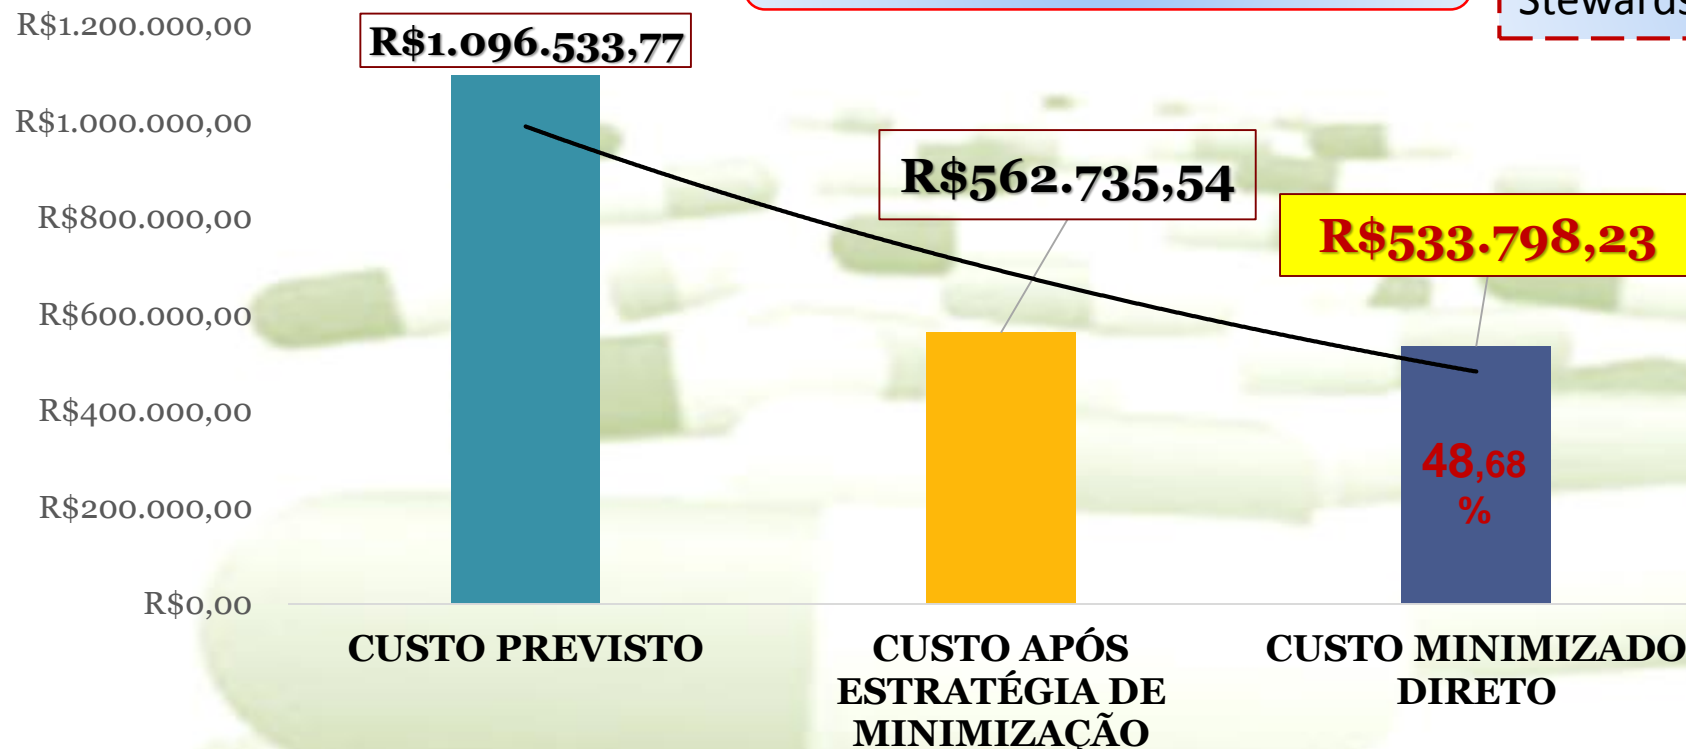 Stewards
R$1.200.000,00
R$1.000.000,00
R$800.000,00
R$600.000,00
R$400.000,00
R$200.000,00
R$0,00
R$1.096.533,77
R$562.735,54
R$533.798,23
48,68
%
CUSTO PREVISTO
CUSTO APÓS
ESTRATÉGIA DE
MINIMIZAÇÃO
CUSTO MINIMIZADO
DIRETO